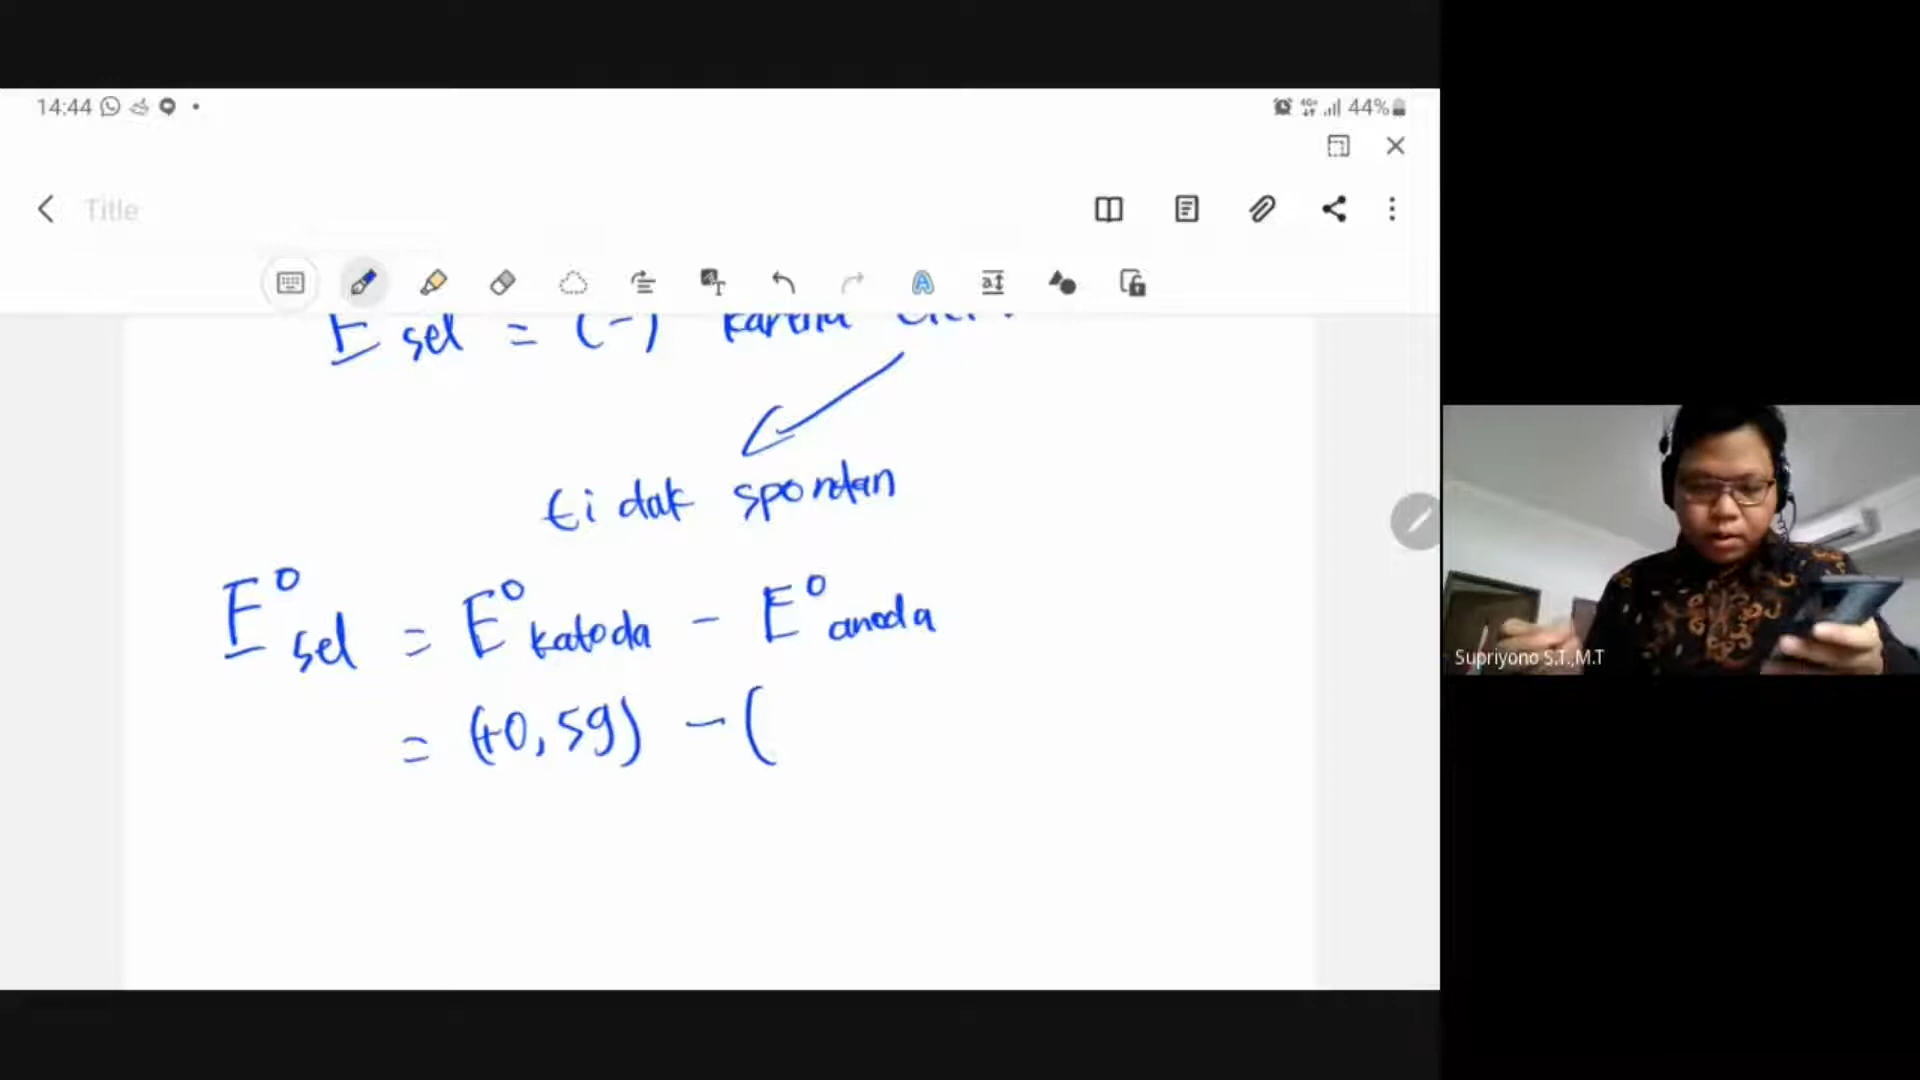 14:44
44%
Title
E sel = (-) karena
tidak spontan
E° sel = E° katoda - E° anoda
= (+0,59) - (
Supriyono S.T.,M.T